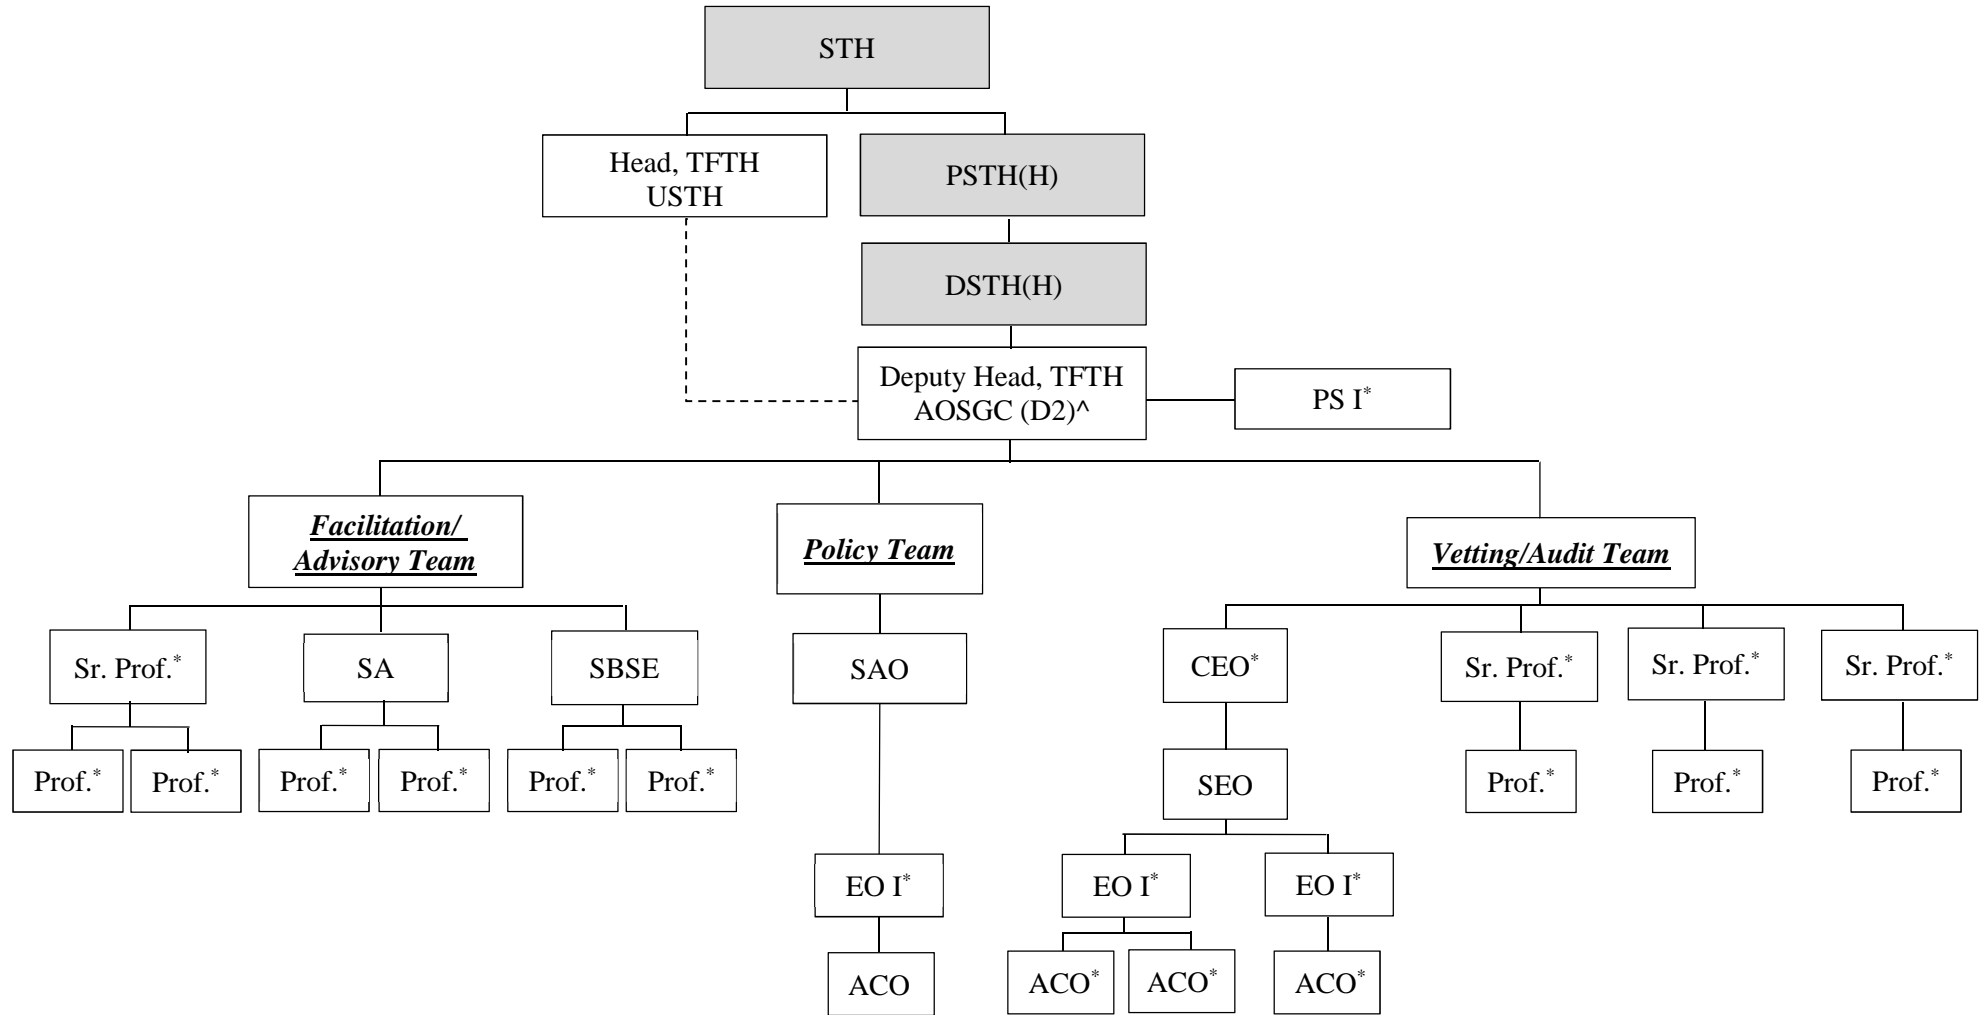 STH
Head, TFTH
USTH
PSTH(H)
DSTH(H)
Deputy Head, TFTH
AOSGC (D2)^
PS I*
Facilitation/
Advisory Team
Policy Team
Vetting/Audit Team
Sr. Prof.*
SA
SBSE
SAO
CEO*
Sr. Prof.*
Sr. Prof.*
Sr. Prof.*
Prof.*
Prof.*
Prof.*
Prof.*
Prof.*
Prof.*
SEO
Prof.*
Prof.*
Prof.*
EO I*
EO I*
EO I*
ACO
ACO*
ACO*
ACO*